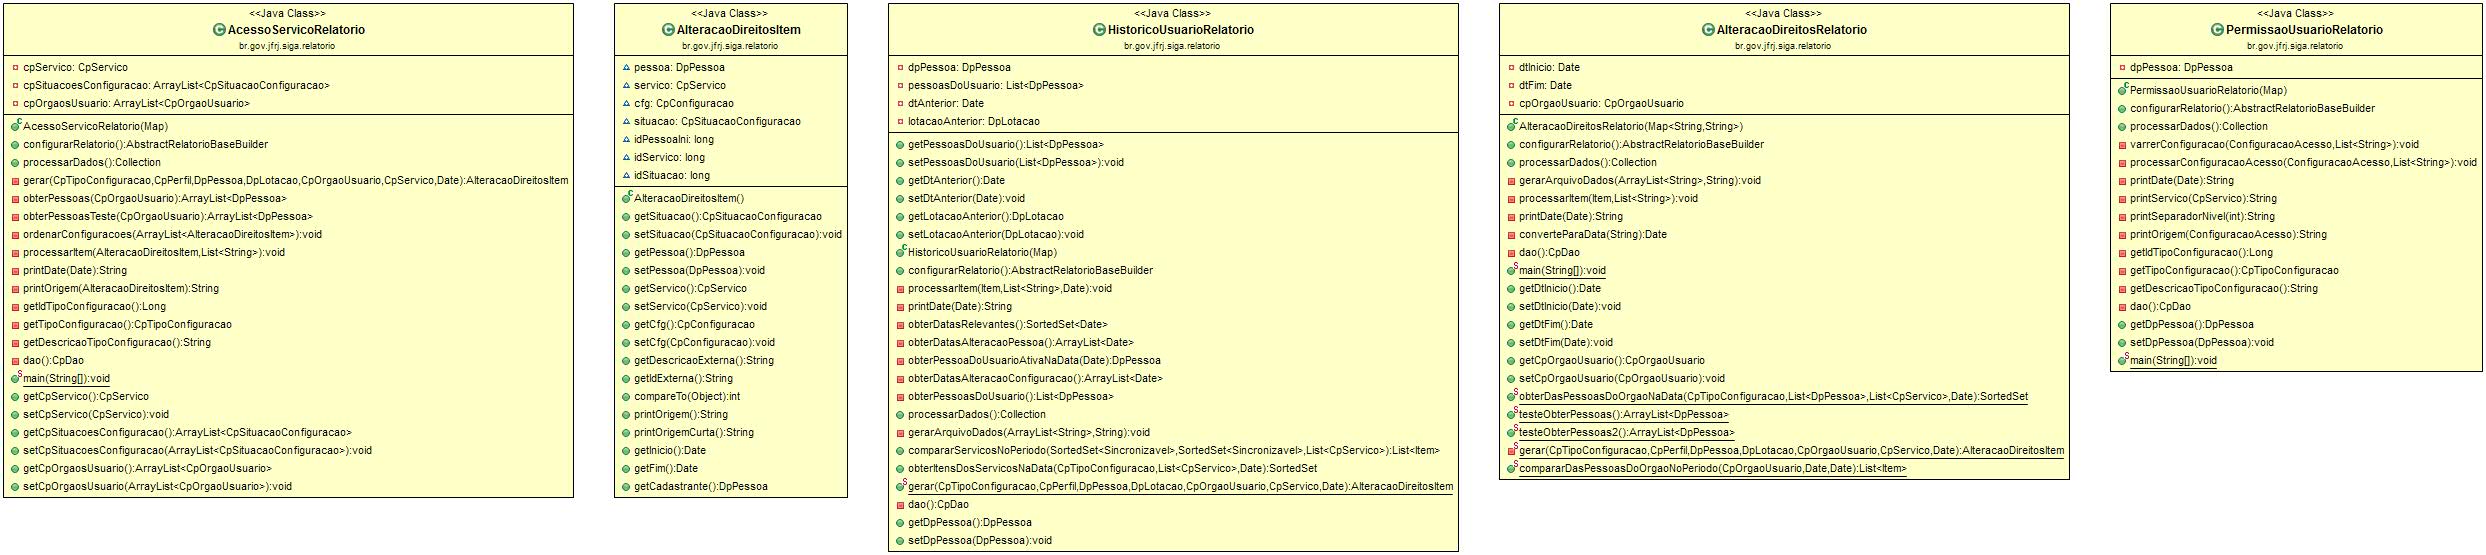 <<Java Class>>
AcessoServicoRelatorio
br.gov.jfrj.siga.relatorio
cpServico: CpServico
cpSituacoesConfiguracao: ArrayList<CpSituacaoConfiguracao>
cpOrgaosUsuario: ArrayList<CpOrgaoUsuario>
AcessoServicoRelatorio(Map)
configurarRelatorio():AbstractRelatorioBaseBuilder
processarDados():Collection
gerar(CpTipoConfiguracao,CpPerfil,DpPessoa,DpLotacao,CpOrgaoUsuario,CpServico,Date):AlteracaoDireitosItem
obterPessoas(CpOrgaoUsuario):ArrayList<DpPessoa>
obterPessoasTeste(CpOrgaoUsuario):ArrayList<DpPessoa>
ordenarConfiguracoes(ArrayList<AlteracaoDireitosItem>):void
processarItem(AlteracaoDireitosItem,List<String>):void
printDate(Date):String
printOrigem(AlteracaoDireitosItem):String
getIdTipoConfiguracao():Long
getTipoConfiguracao():CpTipoConfiguracao
getDescricaoTipoConfiguracao():String
dao():CpDao
main(String[]):void
getCpServico():CpServico
setCpServico(CpServico):void
getCpSituacoesConfiguracao():ArrayList<CpSituacaoConfiguracao>
setCpSituacoesConfiguracao(ArrayList<CpSituacaoConfiguracao>):void
getCpOrgaosUsuario():ArrayList<CpOrgaoUsuario>
setCpOrgaosUsuario(ArrayList<CpOrgaoUsuario>):void
<<Java Class>>
AlteracaoDireitosItem
br.gov.jfrj.siga.relatorio
pessoa: DpPessoa
servico: CpServico
cfg: CpConfiguracao
situacao: CpSituacaoConfiguracao
idPessoaIni: long
idServico: long
idSituacao: long
AlteracaoDireitosItem()
getSituacao():CpSituacaoConfiguracao
setSituacao(CpSituacaoConfiguracao):void
getPessoa():DpPessoa
setPessoa(DpPessoa):void
getServico():CpServico
setServico(CpServico):void
getCfg():CpConfiguracao
setCfg(CpConfiguracao):void
getDescricaoExterna():String
getIdExterna():String
compareTo(Object):int
printOrigem():String
printOrigemCurta():String
getInicio():Date
getFim():Date
getCadastrante():DpPessoa
<<Java Class>>
HistoricoUsuarioRelatorio
br.gov.jfrj.siga.relatorio
dpPessoa: DpPessoa
pessoasDoUsuario: List<DpPessoa>
dtAnterior: Date
lotacaoAnterior: DpLotacao
getPessoasDoUsuario():List<DpPessoa>
setPessoasDoUsuario(List<DpPessoa>):void
getDtAnterior():Date
setDtAnterior(Date):void
getLotacaoAnterior():DpLotacao
setLotacaoAnterior(DpLotacao):void
HistoricoUsuarioRelatorio(Map)
configurarRelatorio():AbstractRelatorioBaseBuilder
processarItem(Item,List<String>,Date):void
printDate(Date):String
obterDatasRelevantes():SortedSet<Date>
obterDatasAlteracaoPessoa():ArrayList<Date>
obterPessoaDoUsuarioAtivaNaData(Date):DpPessoa
obterDatasAlteracaoConfiguracao():ArrayList<Date>
obterPessoasDoUsuario():List<DpPessoa>
processarDados():Collection
gerarArquivoDados(ArrayList<String>,String):void
compararServicosNoPeriodo(SortedSet<Sincronizavel>,SortedSet<Sincronizavel>,List<CpServico>):List<Item>
obterItensDosServicosNaData(CpTipoConfiguracao,List<CpServico>,Date):SortedSet
gerar(CpTipoConfiguracao,CpPerfil,DpPessoa,DpLotacao,CpOrgaoUsuario,CpServico,Date):AlteracaoDireitosItem
dao():CpDao
getDpPessoa():DpPessoa
setDpPessoa(DpPessoa):void
<<Java Class>>
AlteracaoDireitosRelatorio
br.gov.jfrj.siga.relatorio
dtInicio: Date
dtFim: Date
cpOrgaoUsuario: CpOrgaoUsuario
AlteracaoDireitosRelatorio(Map<String,String>)
configurarRelatorio():AbstractRelatorioBaseBuilder
processarDados():Collection
gerarArquivoDados(ArrayList<String>,String):void
processarItem(Item,List<String>):void
printDate(Date):String
converteParaData(String):Date
dao():CpDao
main(String[]):void
getDtInicio():Date
setDtInicio(Date):void
getDtFim():Date
setDtFim(Date):void
getCpOrgaoUsuario():CpOrgaoUsuario
setCpOrgaoUsuario(CpOrgaoUsuario):void
obterDasPessoasDoOrgaoNaData(CpTipoConfiguracao,List<DpPessoa>,List<CpServico>,Date):SortedSet
testeObterPessoas():ArrayList<DpPessoa>
testeObterPessoas2():ArrayList<DpPessoa>
gerar(CpTipoConfiguracao,CpPerfil,DpPessoa,DpLotacao,CpOrgaoUsuario,CpServico,Date):AlteracaoDireitosItem
compararDasPessoasDoOrgaoNoPeriodo(CpOrgaoUsuario,Date,Date):List<Item>
<<Java Class>>
PermissaoUsuarioRelatorio
br.gov.jfrj.siga.relatorio
dpPessoa: DpPessoa
PermissaoUsuarioRelatorio(Map)
configurarRelatorio():AbstractRelatorioBaseBuilder
processarDados():Collection
varrerConfiguracao(ConfiguracaoAcesso,List<String>):void
processarConfiguracaoAcesso(ConfiguracaoAcesso,List<String>):void
printDate(Date):String
printServico(CpServico):String
printSeparadorNivel(int):String
printOrigem(ConfiguracaoAcesso):String
getIdTipoConfiguracao():Long
getTipoConfiguracao():CpTipoConfiguracao
getDescricaoTipoConfiguracao():String
dao():CpDao
getDpPessoa():DpPessoa
setDpPessoa(DpPessoa):void
main(String[]):void